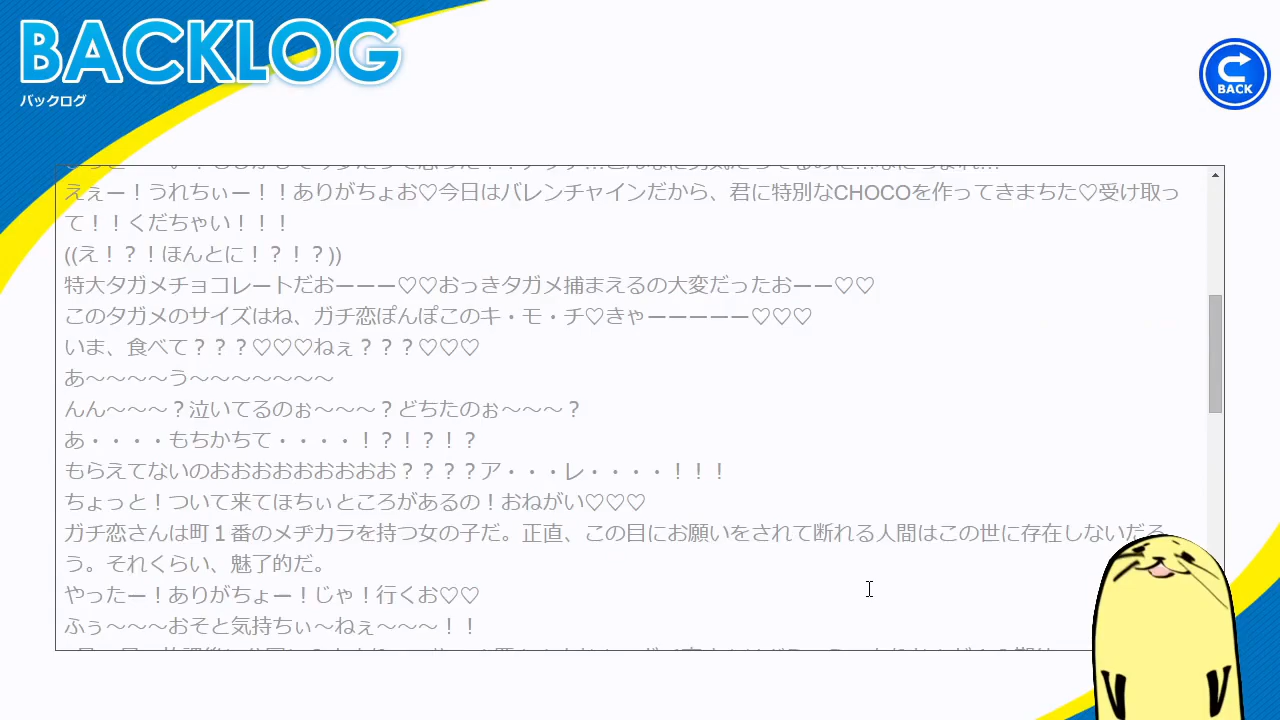 BACKLOG
バックログ
BACK
えぇー！うれちぃー！！ありがちょお♡今日はバレンチャインだから、君に特別なCHOCOを作ってきまちた♡受け取っ
て！！くだちゃい！！！
((え！？！ほんとに！？！？))
特大タガメチョコレートだおーーー♡♡おっきタガメ捕まえるの大変だったおーー♡♡
このタガメのサイズはね、ガチ恋ぽんぽこのキ・モ・チ♡きゃーーーーー♡♡♡
いま、食べて？？？♡♡♡ねぇ？？？♡♡♡
あ～～～～う～～～～～～～
んん～～～？泣いてるのぉ～～～？どちたのぉ～～～？
あ・・・・もちかちて・・・・！？！？！？
もらえてないのおおおおおおおおお？？？？ア・・・レ・・・・！！！
ちょっと！ついて来てほちぃところがあるの！おねがい♡♡♡
ガチ恋さんは町１番のメヂカラを持つ女の子だ。正直、この目にお願いをされて断れる人間はこの世に存在しないだろ
う。それくらい、魅了的だ。
やったー！ありがちょー！じゃ！行くお♡♡
ふぅ～～～おそと気持ちぃ～ねぇ～～～！！